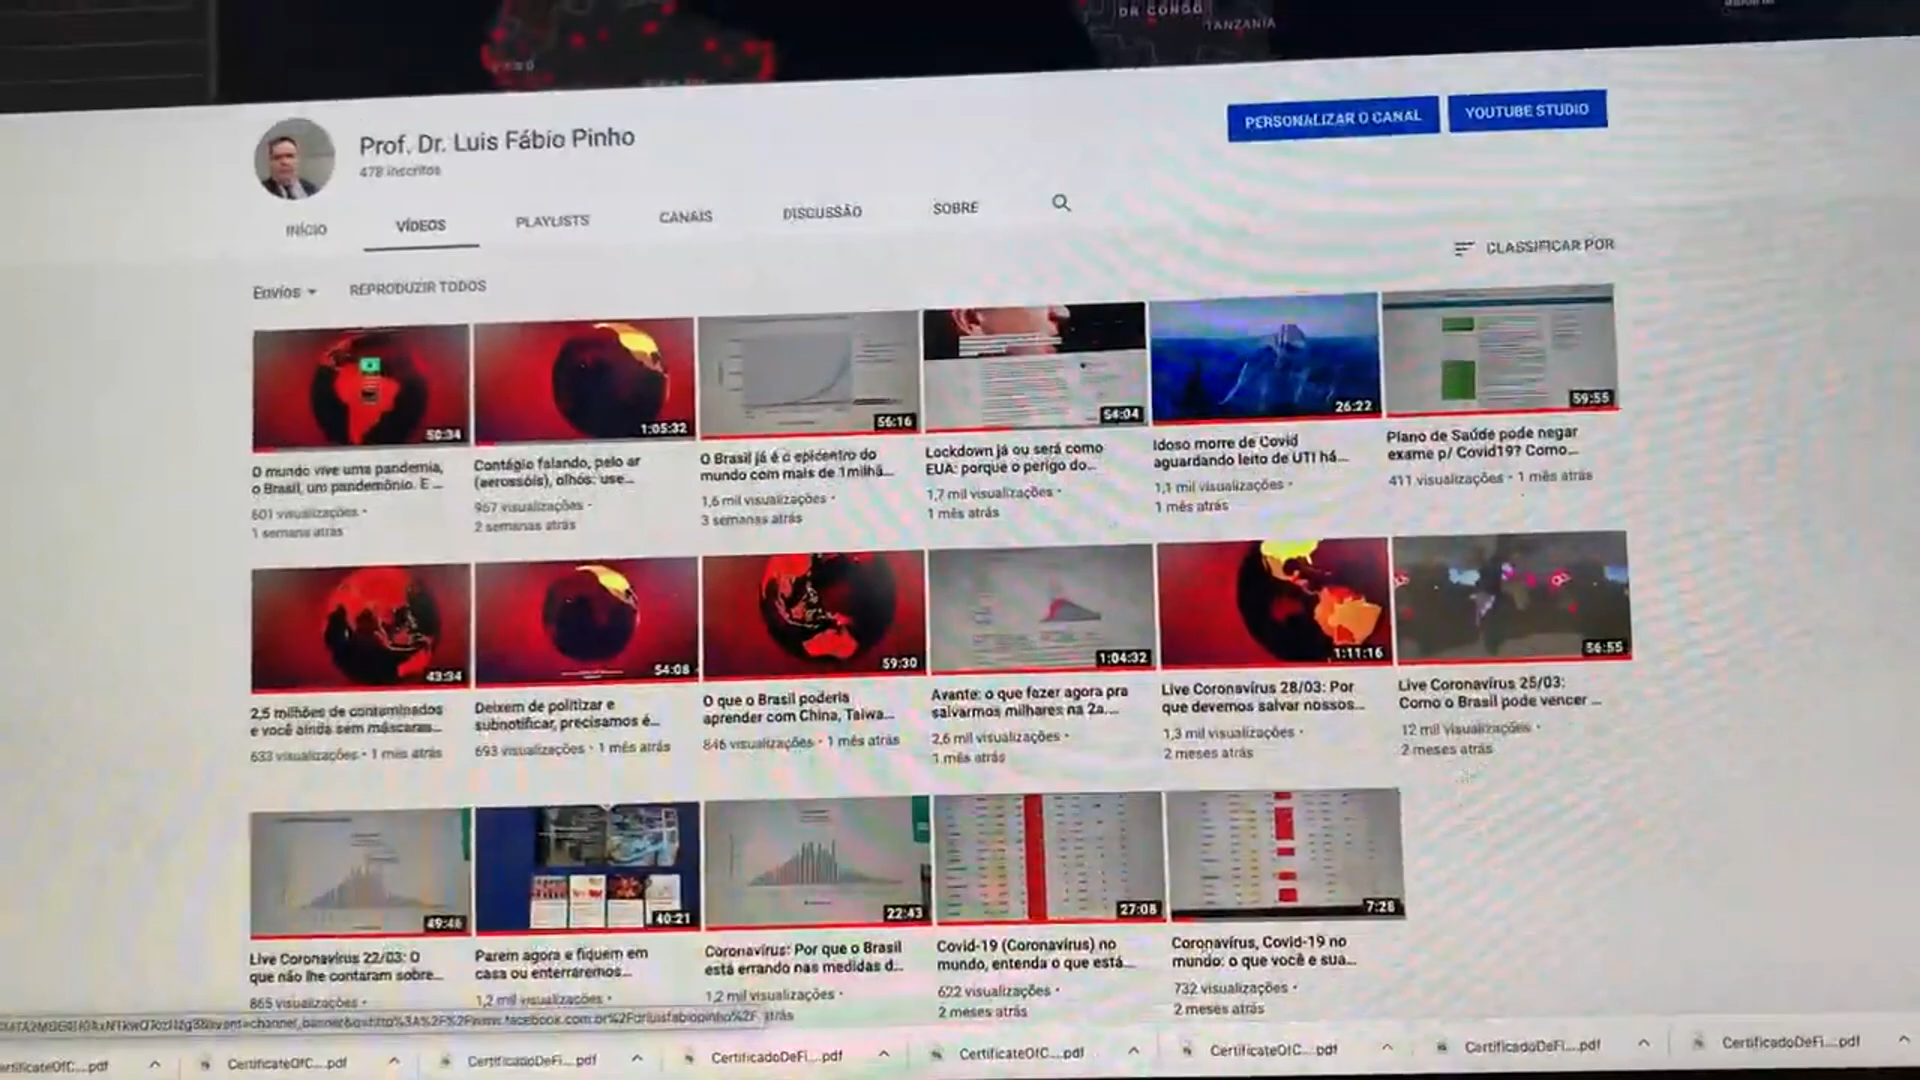 DR CONGO
TANZANIA
Prof. Dr. Luis Fábio Pinho
478 inscritos
PERSONALIZAR O CANAL
YOUTUBE STUDIO
INÍCIO
VÍDEOS
PLAYLISTS
CANAIS
DISCUSSÃO
SOBRE
CLASSIFICAR POR
Envios
REPRODUZIR TODOS
50:34
1:05:32
56:16
54:04
26:22
59:55
O mundo vive uma pandemia,
o Brasil, um pandemônio. E ...
601 visualizações •
1 semana atrás
Contágio falando, pelo ar
(aerossóis), olhos: use...
967 visualizações •
2 semanas atrás
O Brasil já é o epicentro do
mundo com mais de 1milhã...
1,6 mil visualizações •
3 semanas atrás
Lockdown já ou será como
EUA: porque o perigo do...
1,7 mil visualizações •
1 mês atrás
Idoso morre de Covid
aguardando leito de UTI há...
1,1 mil visualizações •
1 mês atrás
Plano de Saúde pode negar
exame p/ Covid19? Como...
411 visualizações • 1 mês atrás
43:34
54:08
59:30
1:04:32
1:11:16
56:55
2,5 milhões de contaminados
e você ainda sem máscaras...
633 visualizações • 1 mês atrás
Deixem de politizar e
subnotificar, precisamos é...
693 visualizações • 1 mês atrás
O que o Brasil poderia
aprender com China, Taiwa...
846 visualizações • 1 mês atrás
Avante: o que fazer agora pra
salvarmos milhares na 2a....
2,6 mil visualizações •
1 mês atrás
Live Coronavírus 28/03: Por
que devemos salvar nossos...
1,3 mil visualizações •
2 meses atrás
Live Coronavírus 25/03:
Como o Brasil pode vencer ...
12 mil visualizações •
2 meses atrás
49:46
40:21
22:43
27:08
7:28
Live Coronavírus 22/03: O
que não lhe contaram sobre...
865 visualizações •
Parem agora e fiquem em
casa ou enterraremos...
1,2 mil visualizações •
Coronavírus: Por que o Brasil
está errando nas medidas d...
1,2 mil visualizações •
atrás
Covid-19 (Coronavírus) no
mundo, entenda o que está...
622 visualizações •
2 meses atrás
Coronavírus, Covid-19 no
mundo: o que você e sua...
732 visualizações •
2 meses atrás
CertificateOfC....pdf
CertificadoDeFi....pdf
CertificadoDeFi....pdf
CertificateOfC....pdf
CertificateOfC....pdf
CertificadoDeFi....pdf
CertificadoDeFi....pdf